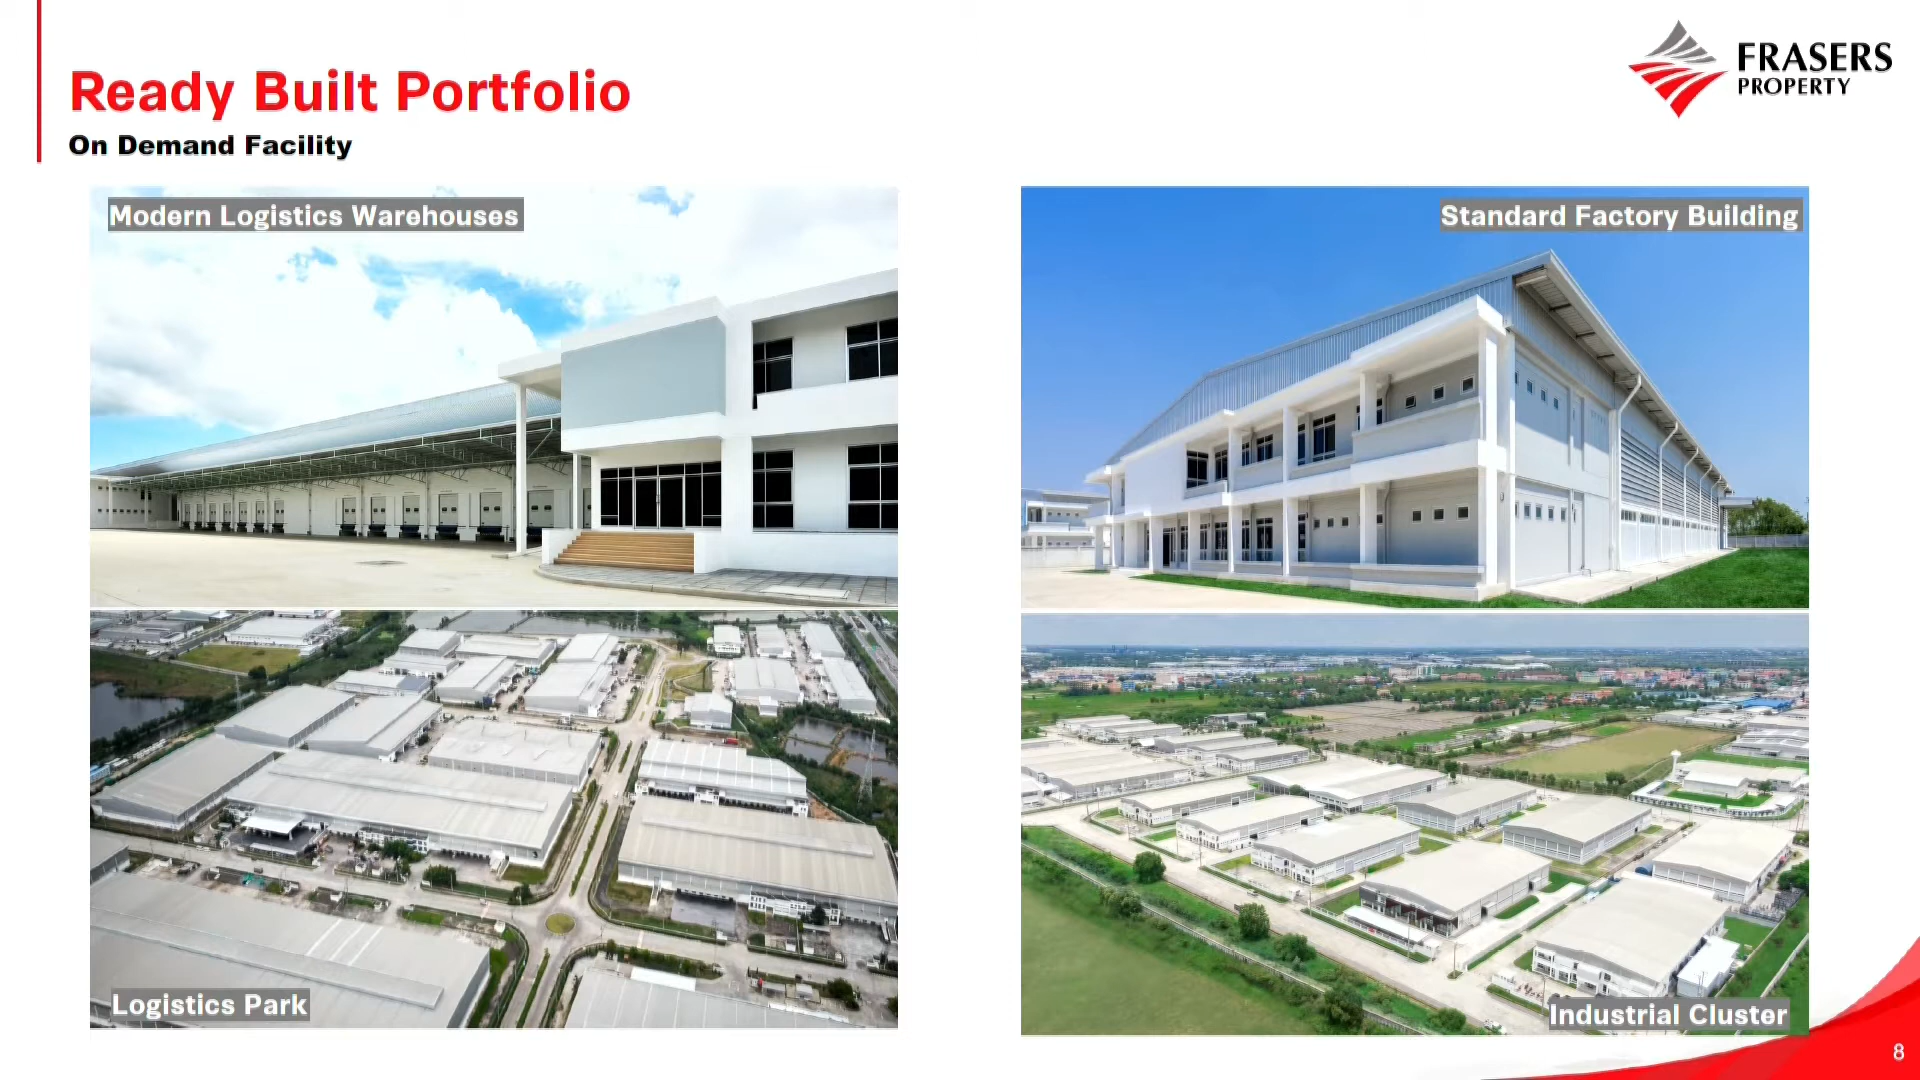 Ready Built Portfolio
On Demand Facility
FRASERS
PROPERTY
Modern Logistics Warehouses
Standard Factory Building
Logistics Park
Industrial Cluster
8